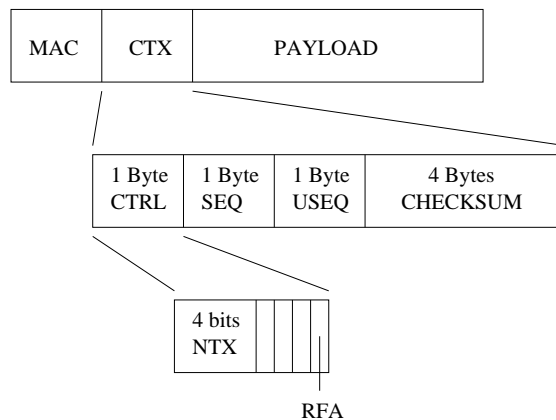 MAC CTX PAYLOAD
1 Byte 1 Byte 1 Byte 4 Bytes
CTRL SEQ USEQ CHECKSUM
4 bits
NTX
RFA